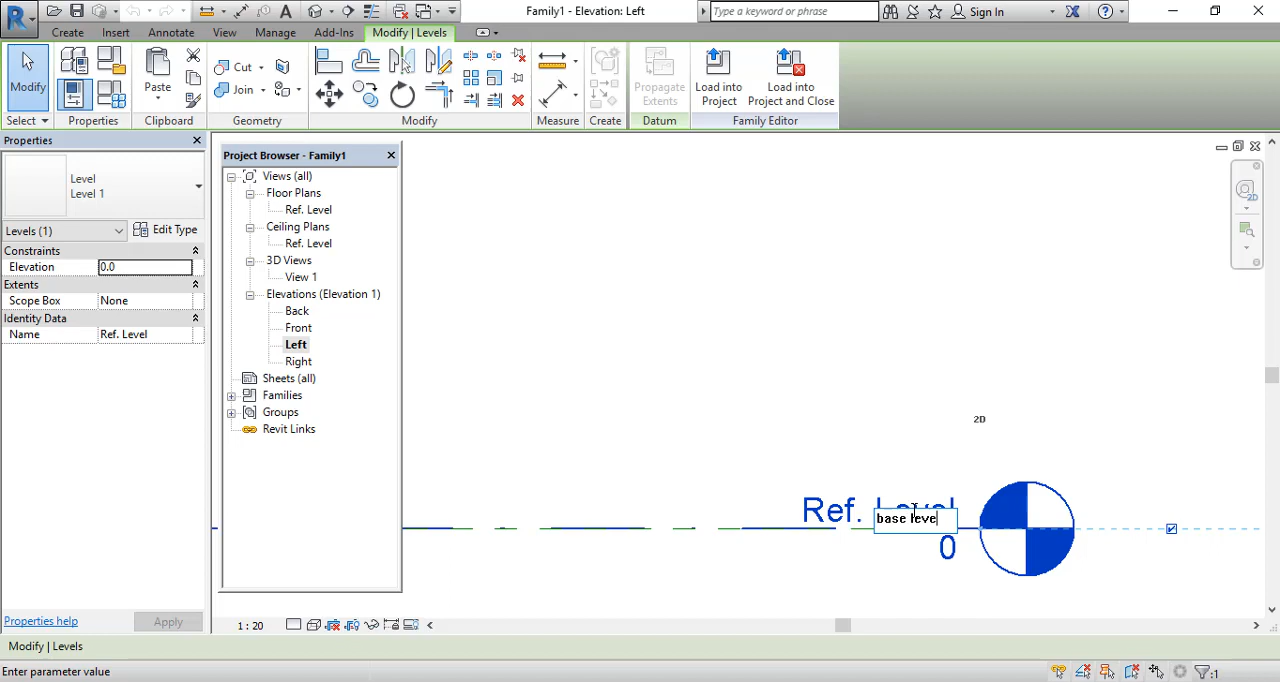 Family1 - Elevation: Left
Type a keyword or phrase
Sign In
Create Insert Annotate View Manage Add-Ins Modify | Levels
Modify
Paste
Cut
Join
Propagate
Extents
Load into
Project
Load into
Project and Close
Select Properties Clipboard Geometry Modify Measure Create Datum Family Editor
Properties
Level
Level 1
Levels (1)
Edit Type
Constraints
Elevation 0.0
Extents
Scope Box None
Identity Data
Name Ref. Level
Properties help
Apply
Project Browser - Family1
Views (all)
Floor Plans
Ref. Level
Ceiling Plans
Ref. Level
3D Views
View 1
Elevations (Elevation 1)
Back
Front
Left
Right
Sheets (all)
Families
Groups
Revit Links
2D
2D
Ref. Level
base leve
0
1 : 20
Modify | Levels
Enter parameter value
:1